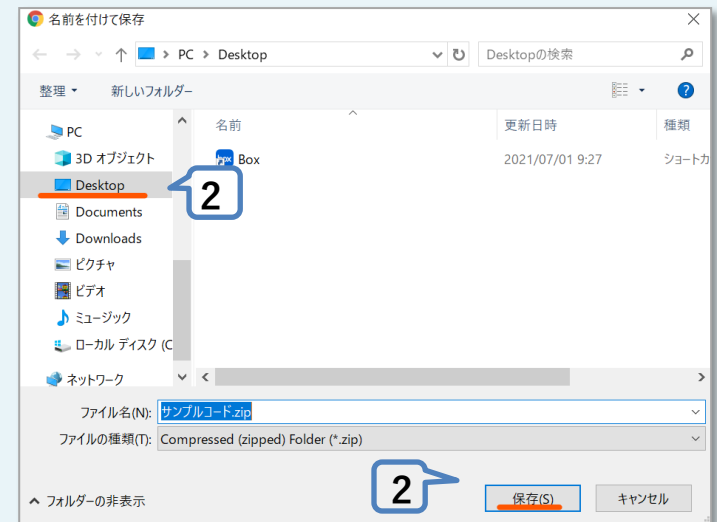 名前を付けて保存
PC > Desktop
Desktopの検索
整理
新しいフォルダー
PC
3D オブジェクト
Desktop
Documents
Downloads
ピクチャ
ビデオ
ミュージック
ローカル ディスク (C
ネットワーク
名前
更新日時
種類
box Box
2021/07/01 9:27
ショートカ
2
ファイル名(N):
サンプルコード.zip
ファイルの種類(T):
Compressed (zipped) Folder (*.zip)
フォルダーの非表示
2
保存(S)
キャンセル